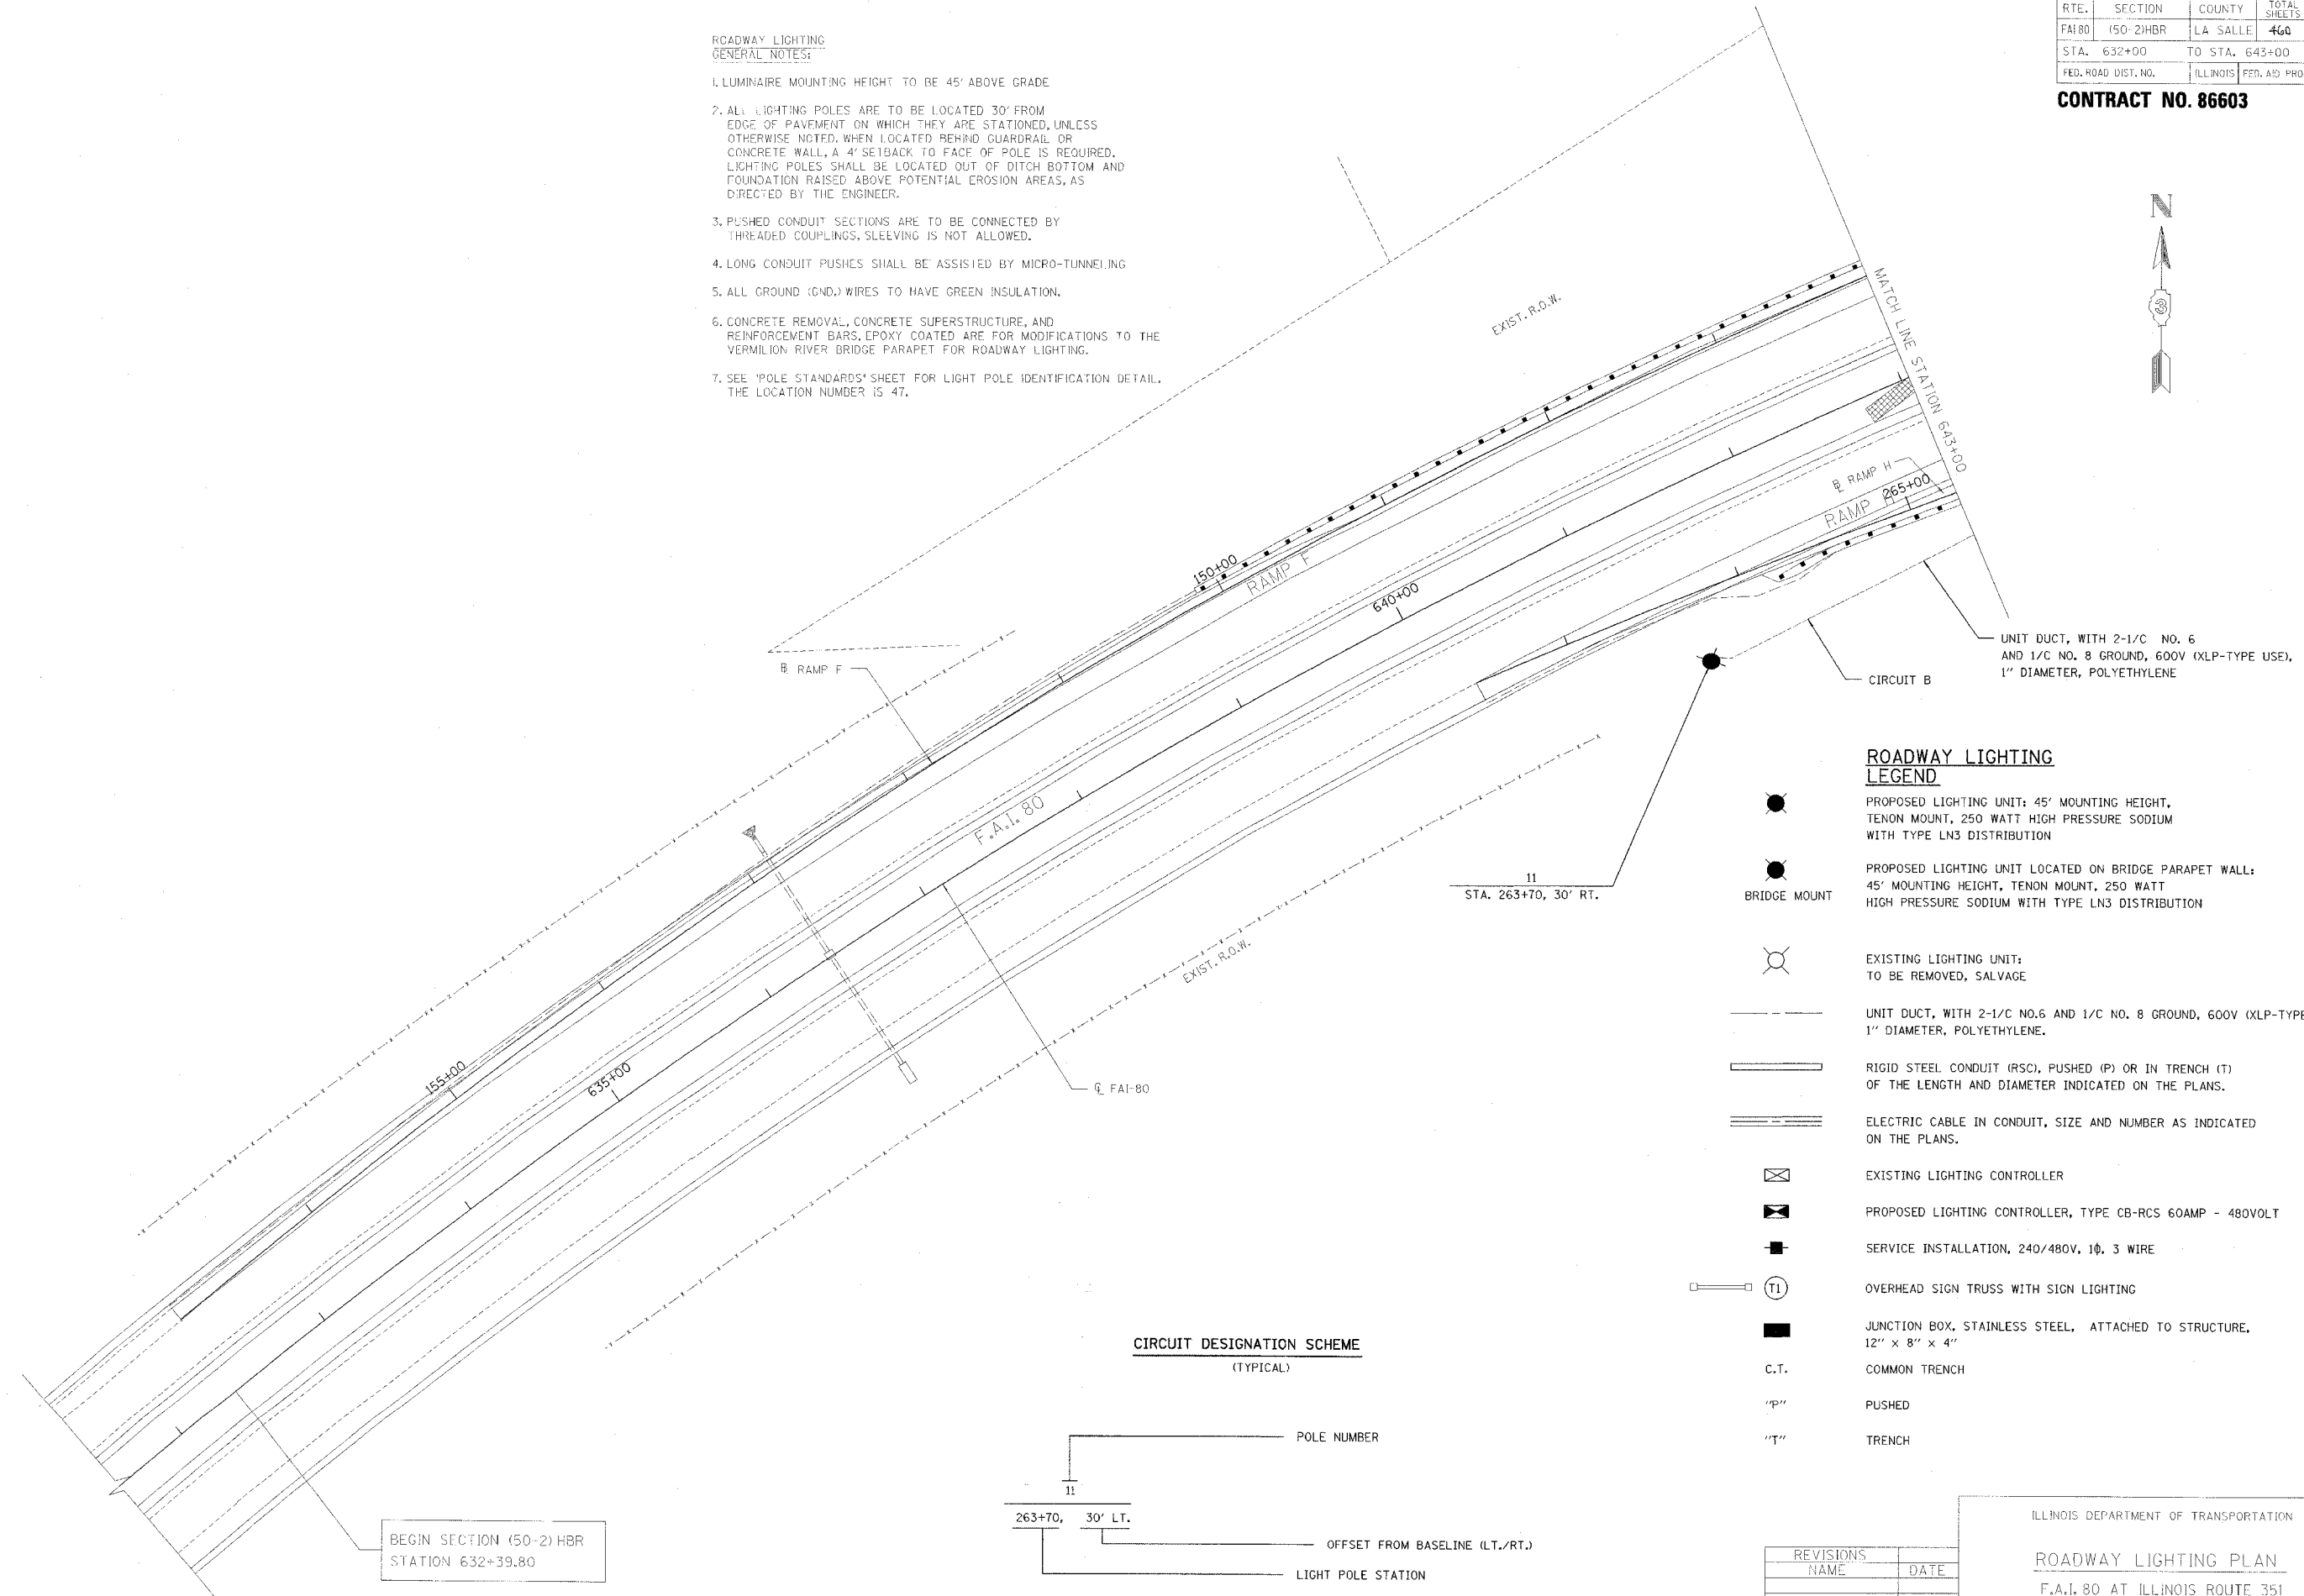 ROADWAY LIGHTING
GENERAL NOTES:
1. LUMINAIRE MOUNTING HEIGHT TO BE 45' ABOVE GRADE
2. ALL LIGHTING POLES ARE TO BE LOCATED 30' FROM
EDGE OF PAVEMENT ON WHICH THEY ARE STATIONED, UNLESS
OTHERWISE NOTED. WHEN LOCATED BEHIND GUARDRAIL OR
CONCRETE WALL, A 4' SETBACK TO FACE OF POLE IS REQUIRED.
LIGHTING POLES SHALL BE LOCATED OUT OF DITCH BOTTOM AND
FOUNDATION RAISED ABOVE POTENTIAL EROSION AREAS, AS
DIRECTED BY THE ENGINEER.
3. PUSHED CONDUIT SECTIONS ARE TO BE CONNECTED BY
THREADED COUPLINGS, SLEEVING IS NOT ALLOWED.
4. LONG CONDUIT PUSHES SHALL BE ASSISTED BY MICRO-TUNNELING
5. ALL GROUND (GND.) WIRES TO HAVE GREEN INSULATION.
6. CONCRETE REMOVAL, CONCRETE SUPERSTRUCTURE, AND
REINFORCEMENT BARS, EPOXY COATED ARE FOR MODIFICATIONS TO THE
VERMILION RIVER BRIDGE PARAPET FOR ROADWAY LIGHTING.
7. SEE 'POLE STANDARDS' SHEET FOR LIGHT POLE IDENTIFICATION DETAIL.
THE LOCATION NUMBER IS 47.
RTE. SECTION COUNTY TOTAL SHEETS
FAI 80 (50-2)HBR LA SALLE 460
STA. 632+00 TO STA. 643+00
FED. ROAD DIST. NO. ILLINOIS FED. AID PRO
CONTRACT NO. 86603
N
3
EXIST. R.O.W.
MATCH LINE STATION 643+00
℄ RAMP H
265+00
RAMP H
150+00
RAMP F
640+00
℄ RAMP F
UNIT DUCT, WITH 2-1/C NO. 6
AND 1/C NO. 8 GROUND, 600V (XLP-TYPE USE),
1" DIAMETER, POLYETHYLENE
CIRCUIT B
F.A.I. 80
11
STA. 263+70, 30' RT.
EXIST. R.O.W.
155+00
635+00
℄ FAI-80
BEGIN SECTION (50-2) HBR
STATION 632+39.80
ROADWAY LIGHTING
LEGEND
PROPOSED LIGHTING UNIT: 45' MOUNTING HEIGHT,
TENON MOUNT, 250 WATT HIGH PRESSURE SODIUM
WITH TYPE LN3 DISTRIBUTION
BRIDGE MOUNT
PROPOSED LIGHTING UNIT LOCATED ON BRIDGE PARAPET WALL:
45' MOUNTING HEIGHT, TENON MOUNT, 250 WATT
HIGH PRESSURE SODIUM WITH TYPE LN3 DISTRIBUTION
EXISTING LIGHTING UNIT:
TO BE REMOVED, SALVAGE
UNIT DUCT, WITH 2-1/C NO.6 AND 1/C NO. 8 GROUND, 600V (XLP-TYPE
1" DIAMETER, POLYETHYLENE.
RIGID STEEL CONDUIT (RSC), PUSHED (P) OR IN TRENCH (T)
OF THE LENGTH AND DIAMETER INDICATED ON THE PLANS.
ELECTRIC CABLE IN CONDUIT, SIZE AND NUMBER AS INDICATED
ON THE PLANS.
EXISTING LIGHTING CONTROLLER
PROPOSED LIGHTING CONTROLLER, TYPE CB-RCS 60AMP - 480VOLT
SERVICE INSTALLATION, 240/480V, 1ϕ, 3 WIRE
T1 OVERHEAD SIGN TRUSS WITH SIGN LIGHTING
JUNCTION BOX, STAINLESS STEEL, ATTACHED TO STRUCTURE,
12" x 8" x 4"
C.T. COMMON TRENCH
"P" PUSHED
"T" TRENCH
CIRCUIT DESIGNATION SCHEME
(TYPICAL)
POLE NUMBER
11
263+70, 30' LT.
OFFSET FROM BASELINE (LT./RT.)
LIGHT POLE STATION
REVISIONS
NAME DATE
ILLINOIS DEPARTMENT OF TRANSPORTATION
ROADWAY LIGHTING PLAN
F.A.I. 80 AT ILLINOIS ROUTE 351